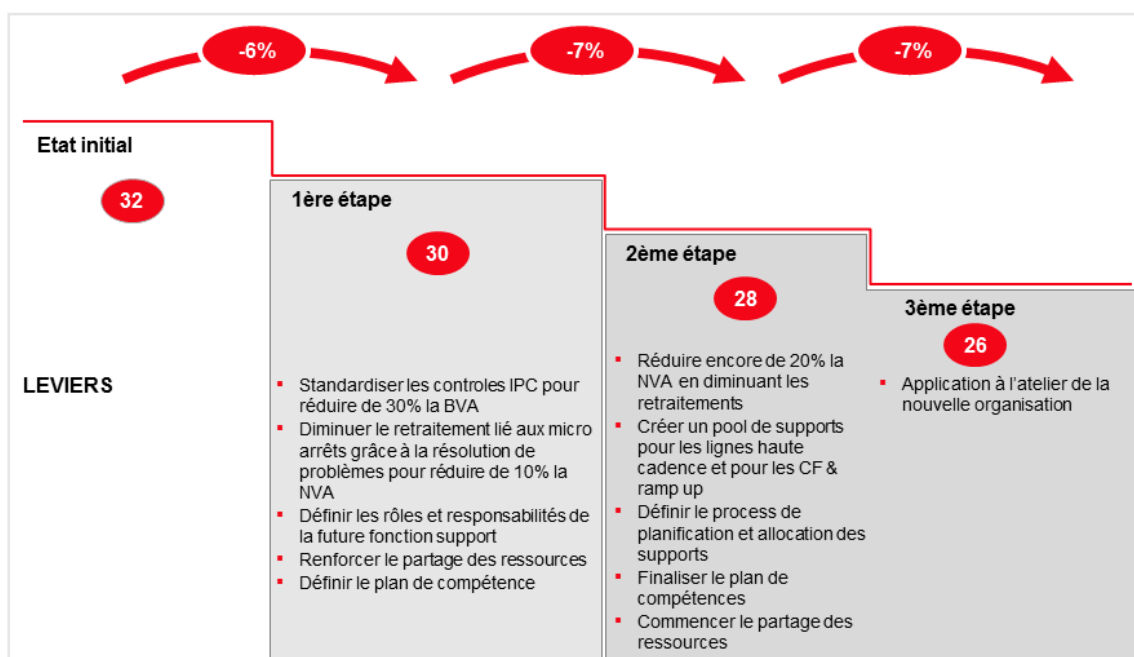 -6%
-7%
-7%
Etat initial
32
1ère étape
30
2ème étape
28
3ème étape
26
LEVIERS
▪ Standardiser les controles IPC pour
réduire de 30% la BVA
▪ Diminuer le retraitement lié aux micro
arrêts grâce à la résolution de
problèmes pour réduire de 10% la
NVA
▪ Définir les rôles et responsabilités de
la future fonction support
▪ Renforcer le partage des ressources
▪ Définir le plan de compétence
▪ Réduire encore de 20% la
NVA en diminuant les
retraitements
▪ Créer un pool de supports
pour les lignes haute
cadence et pour les CF &
ramp up
▪ Définir le process de
planification et allocation des
supports
▪ Finaliser le plan de
compétences
▪ Commencer le partage des
ressources
▪ Application à l’atelier de la
nouvelle organisation